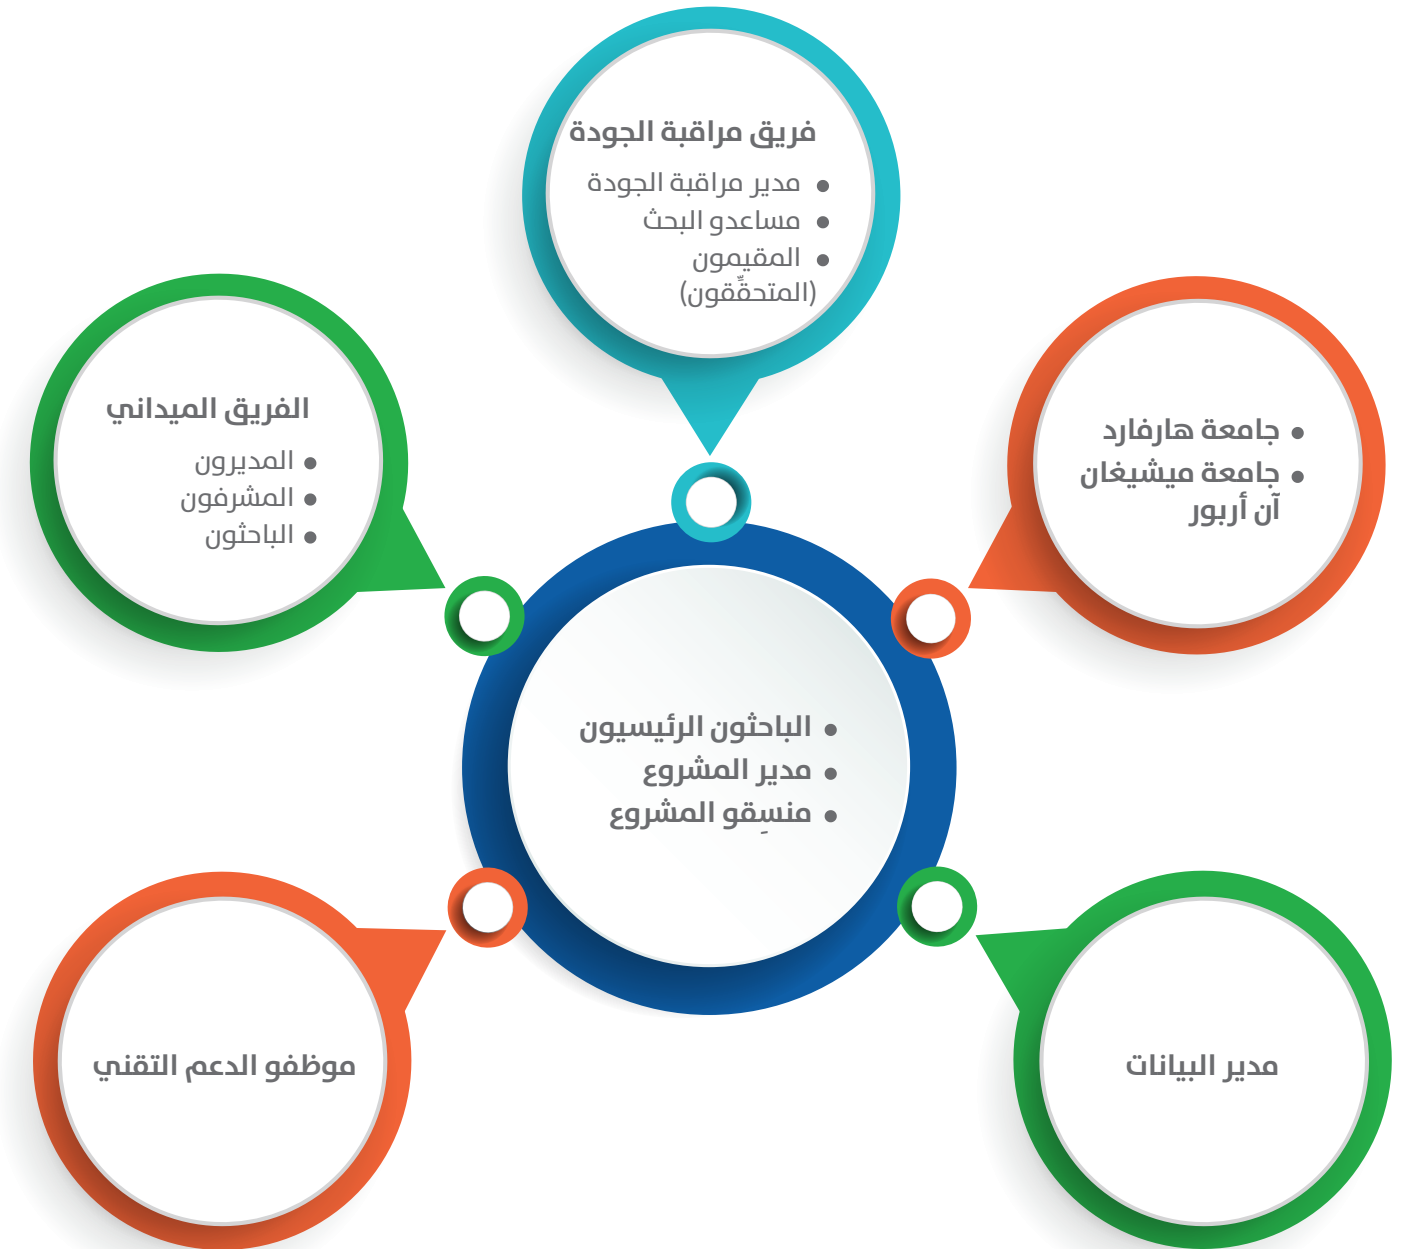 فريق مراقبة الجودة
● مدير مراقبة الجودة
● مساعدو البحث
● المقيمون
(المتحقِّقون)
● جامعة هارفارد
● جامعة ميشيغان
آن أربور
الفريق الميداني
● المديرون
● المشرفون
● الباحثون
● الباحثون الرئيسيون
● مدير المشروع
● منسِقو المشروع
مدير البيانات
موظفو الدعم التقني